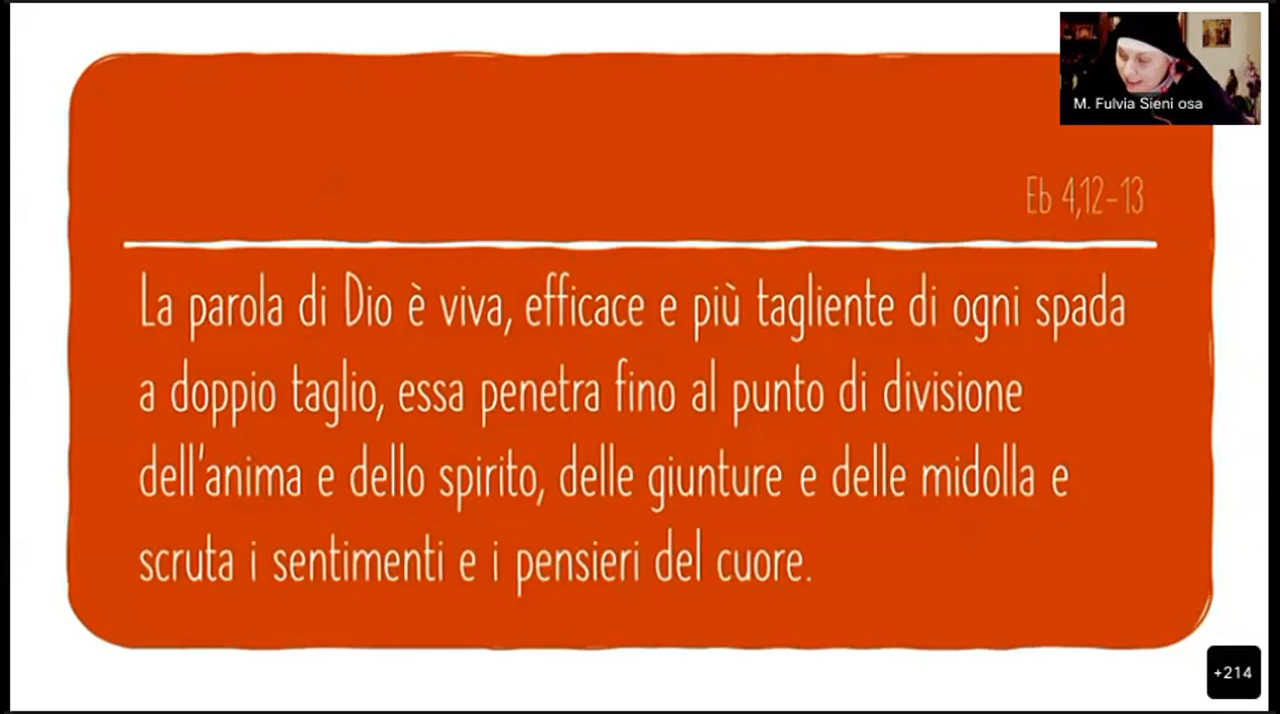 M. Fulvia Sieni osa
Eb 4,12-13
La parola di Dio è viva, efficace e più tagliente di ogni spada
a doppio taglio, essa penetra fino al punto di divisione
dell'anima e dello spirito, delle giunture e delle midolla e
scruta i sentimenti e i pensieri del cuore.
+214